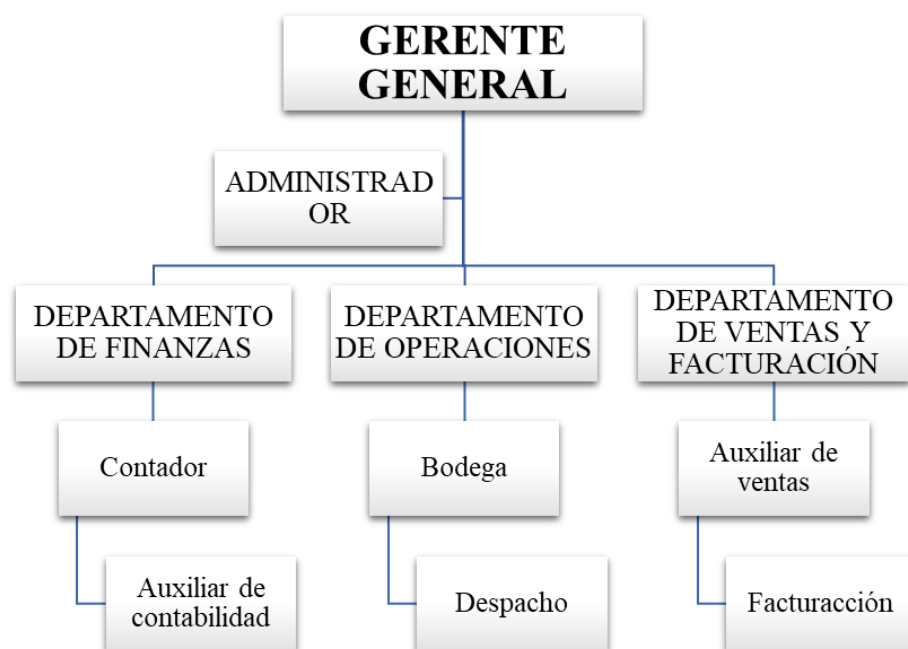 GERENTE
GENERAL
ADMINISTRAD
OR
DEPARTAMENTO
DE FINANZAS
DEPARTAMENTO
DE OPERACIONES
DEPARTAMENTO
DE VENTAS Y
FACTURACIÓN
Contador
Bodega
Auxiliar de
ventas
Auxiliar de
contabilidad
Despacho
Facturacción